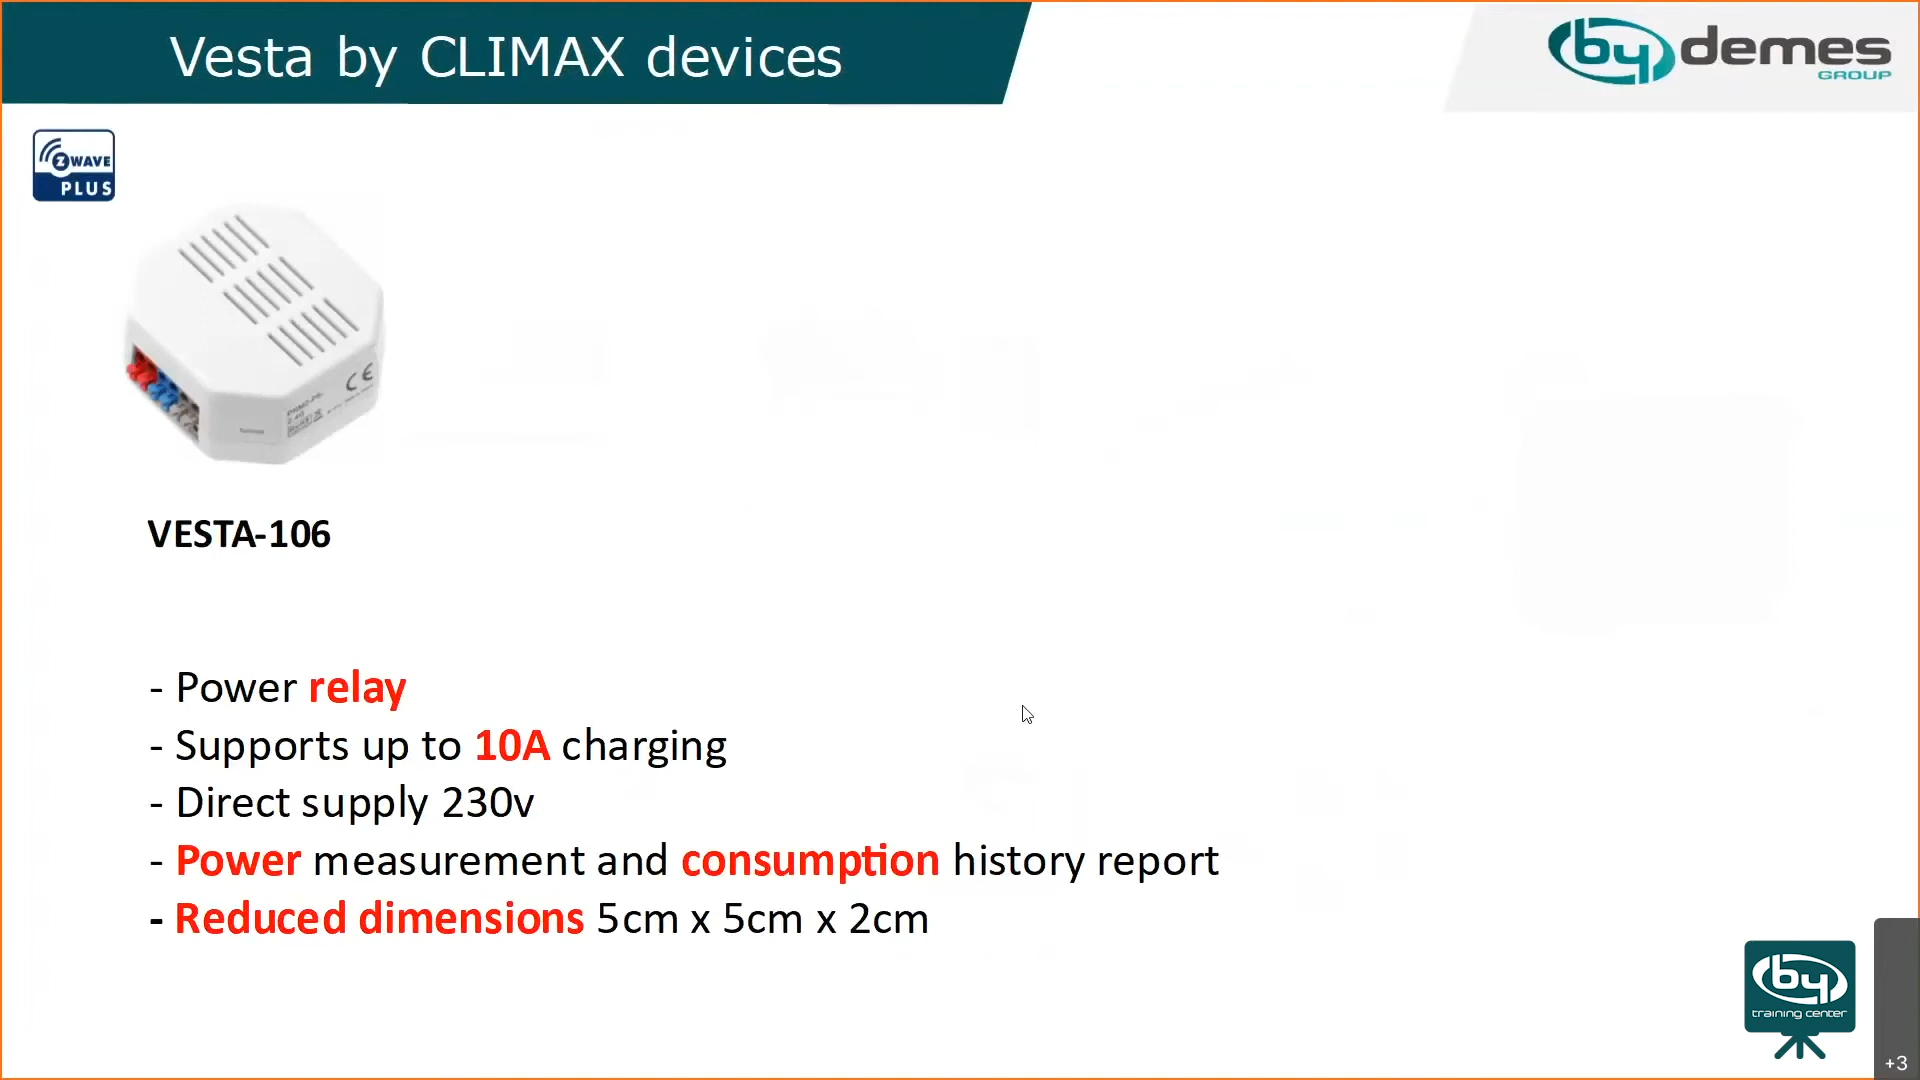 Vesta by CLIMAX devices
by demes
GROUP
Z WAVE
PLUS
CE
VESTA-106
- Power relay
- Supports up to 10A charging
- Direct supply 230v
- Power measurement and consumption history report
- Reduced dimensions 5cm x 5cm x 2cm
by
training center
+3